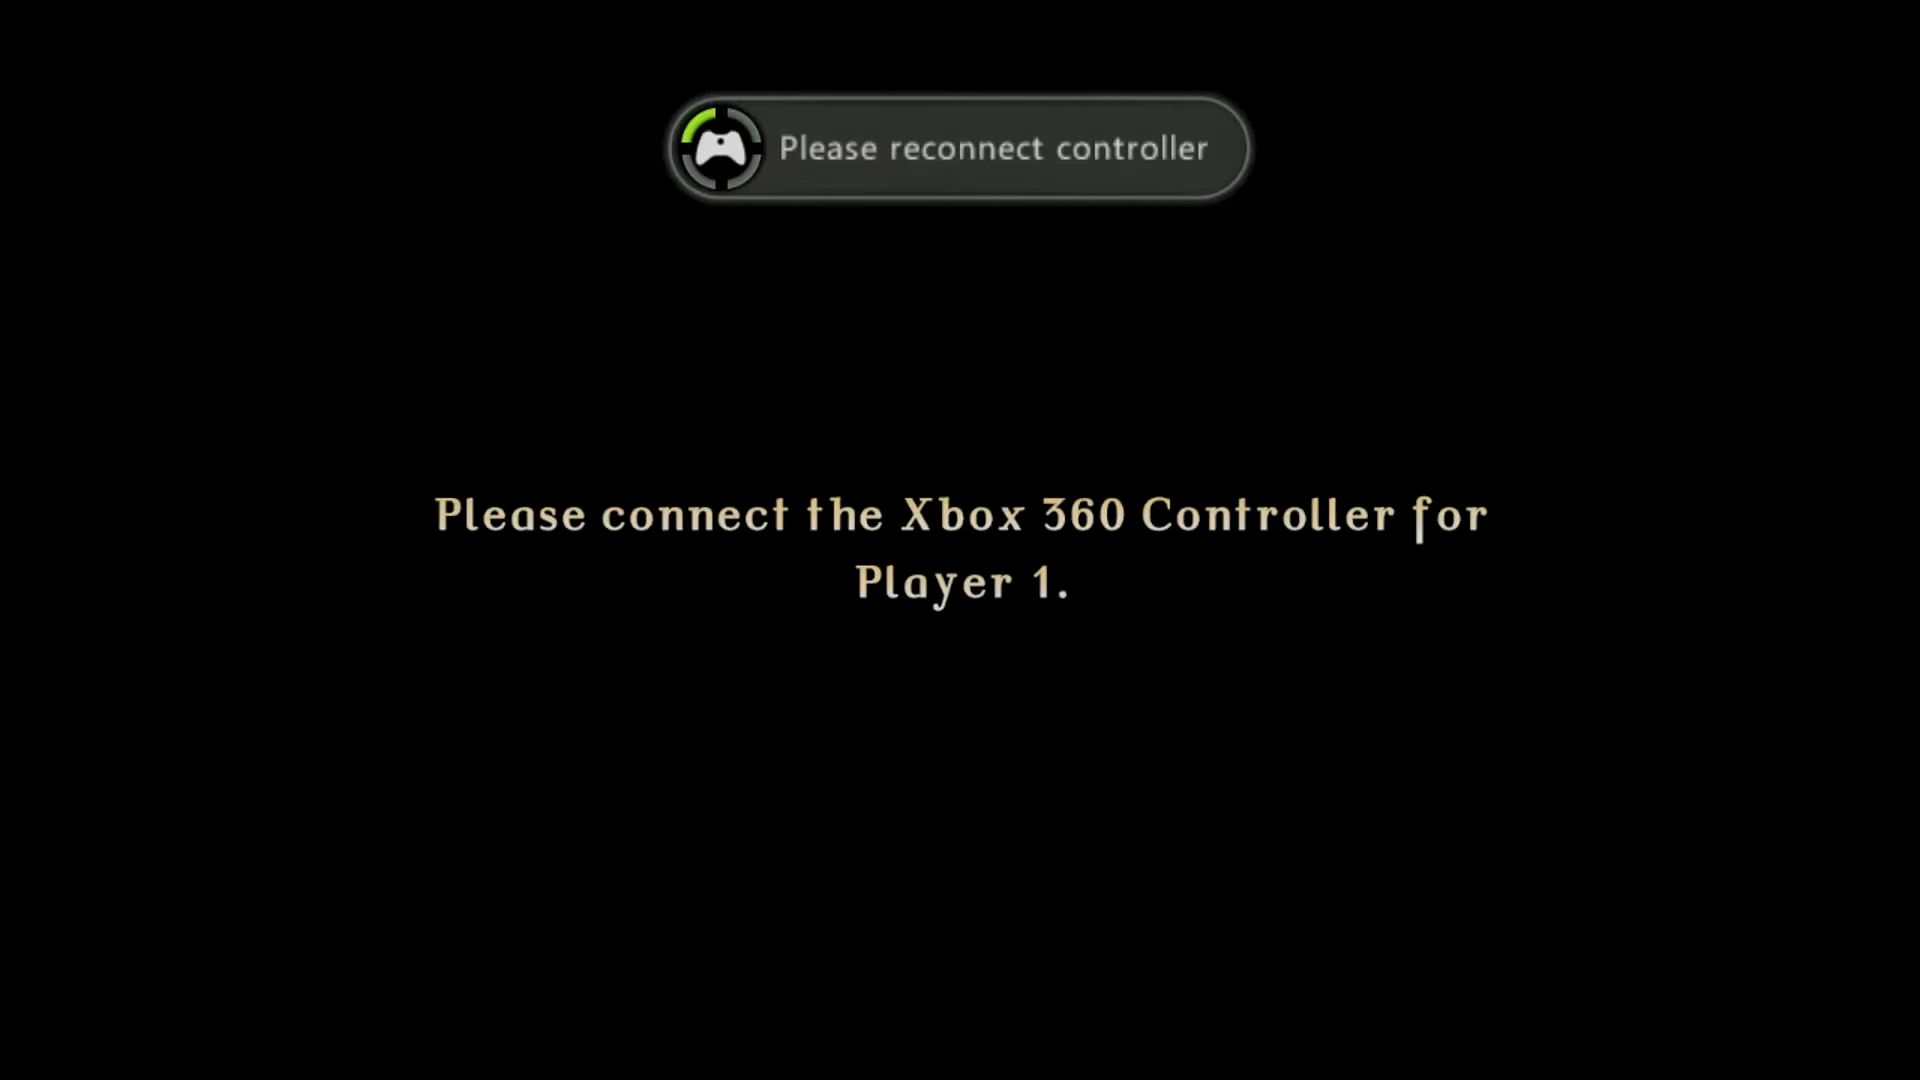 Please reconnect controller
Please connect the Xbox 360 Controller for
Player 1.